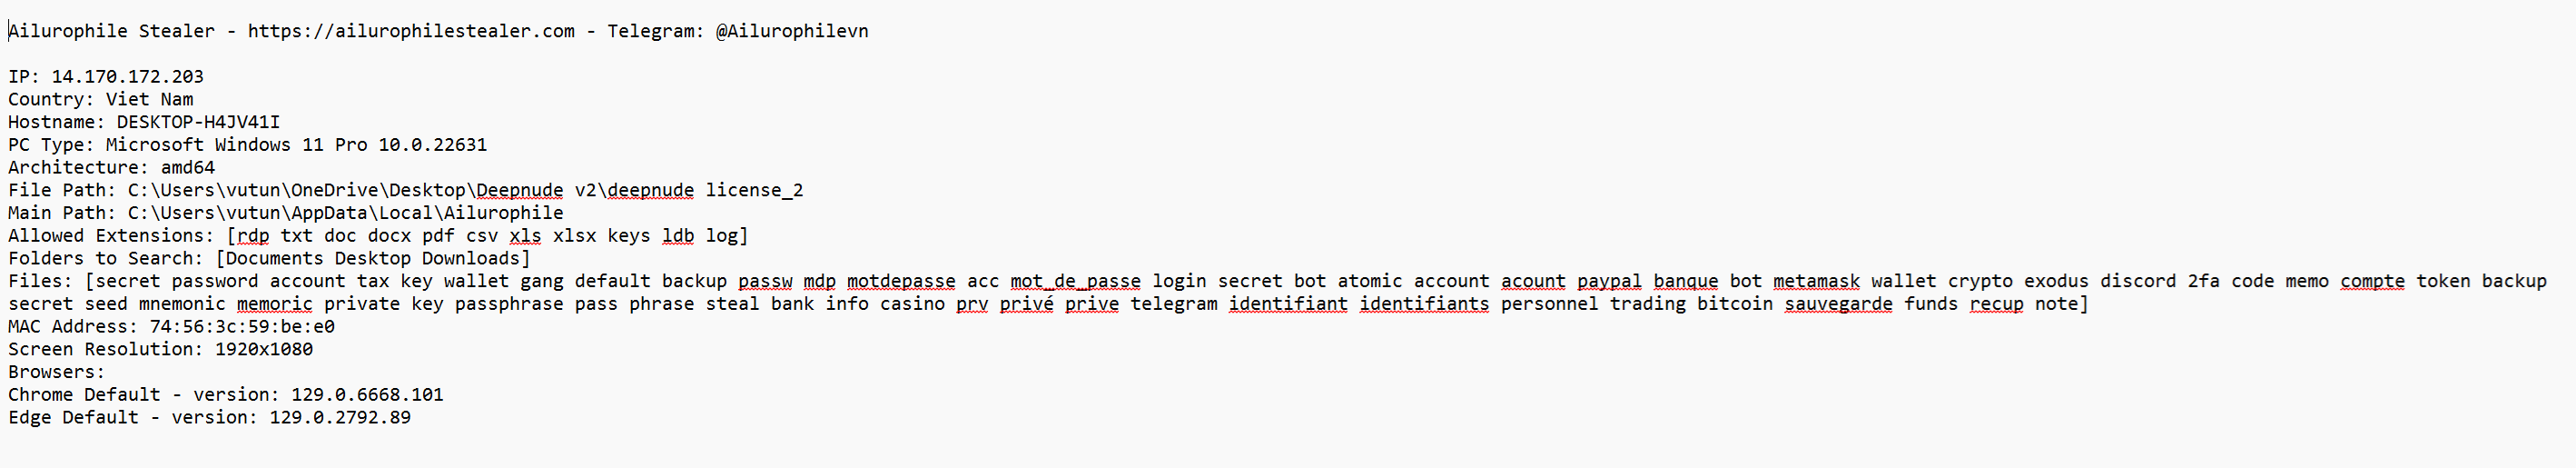 Ailurophile Stealer - https://ailurophilestealer.com - Telegram: @Ailurophilevn
IP: 14.170.172.203
Country: Viet Nam
Hostname: DESKTOP-H4JV41I
PC Type: Microsoft Windows 11 Pro 10.0.22631
Architecture: amd64
File Path: C:\Users\vutun\OneDrive\Desktop\Deepnude v2\deepnude license_2
Main Path: C:\Users\vutun\AppData\Local\Ailurophile
Allowed Extensions: [rdp txt doc docx pdf csv xls xlsx keys ldb log]
Folders to Search: [Documents Desktop Downloads]
Files: [secret password account tax key wallet gang default backup passw mdp motdepasse acc mot_de_passe login secret bot atomic account acount paypal banque bot metamask wallet crypto exodus discord 2fa code memo compte token backup
secret seed mnemonic memoric private key passphrase pass phrase steal bank info casino prv privé prive telegram identifiant identifiants personnel trading bitcoin sauvegarde funds recup note]
MAC Address: 74:56:3c:59:be:e0
Screen Resolution: 1920x1080
Browsers:
Chrome Default - version: 129.0.6668.101
Edge Default - version: 129.0.2792.89